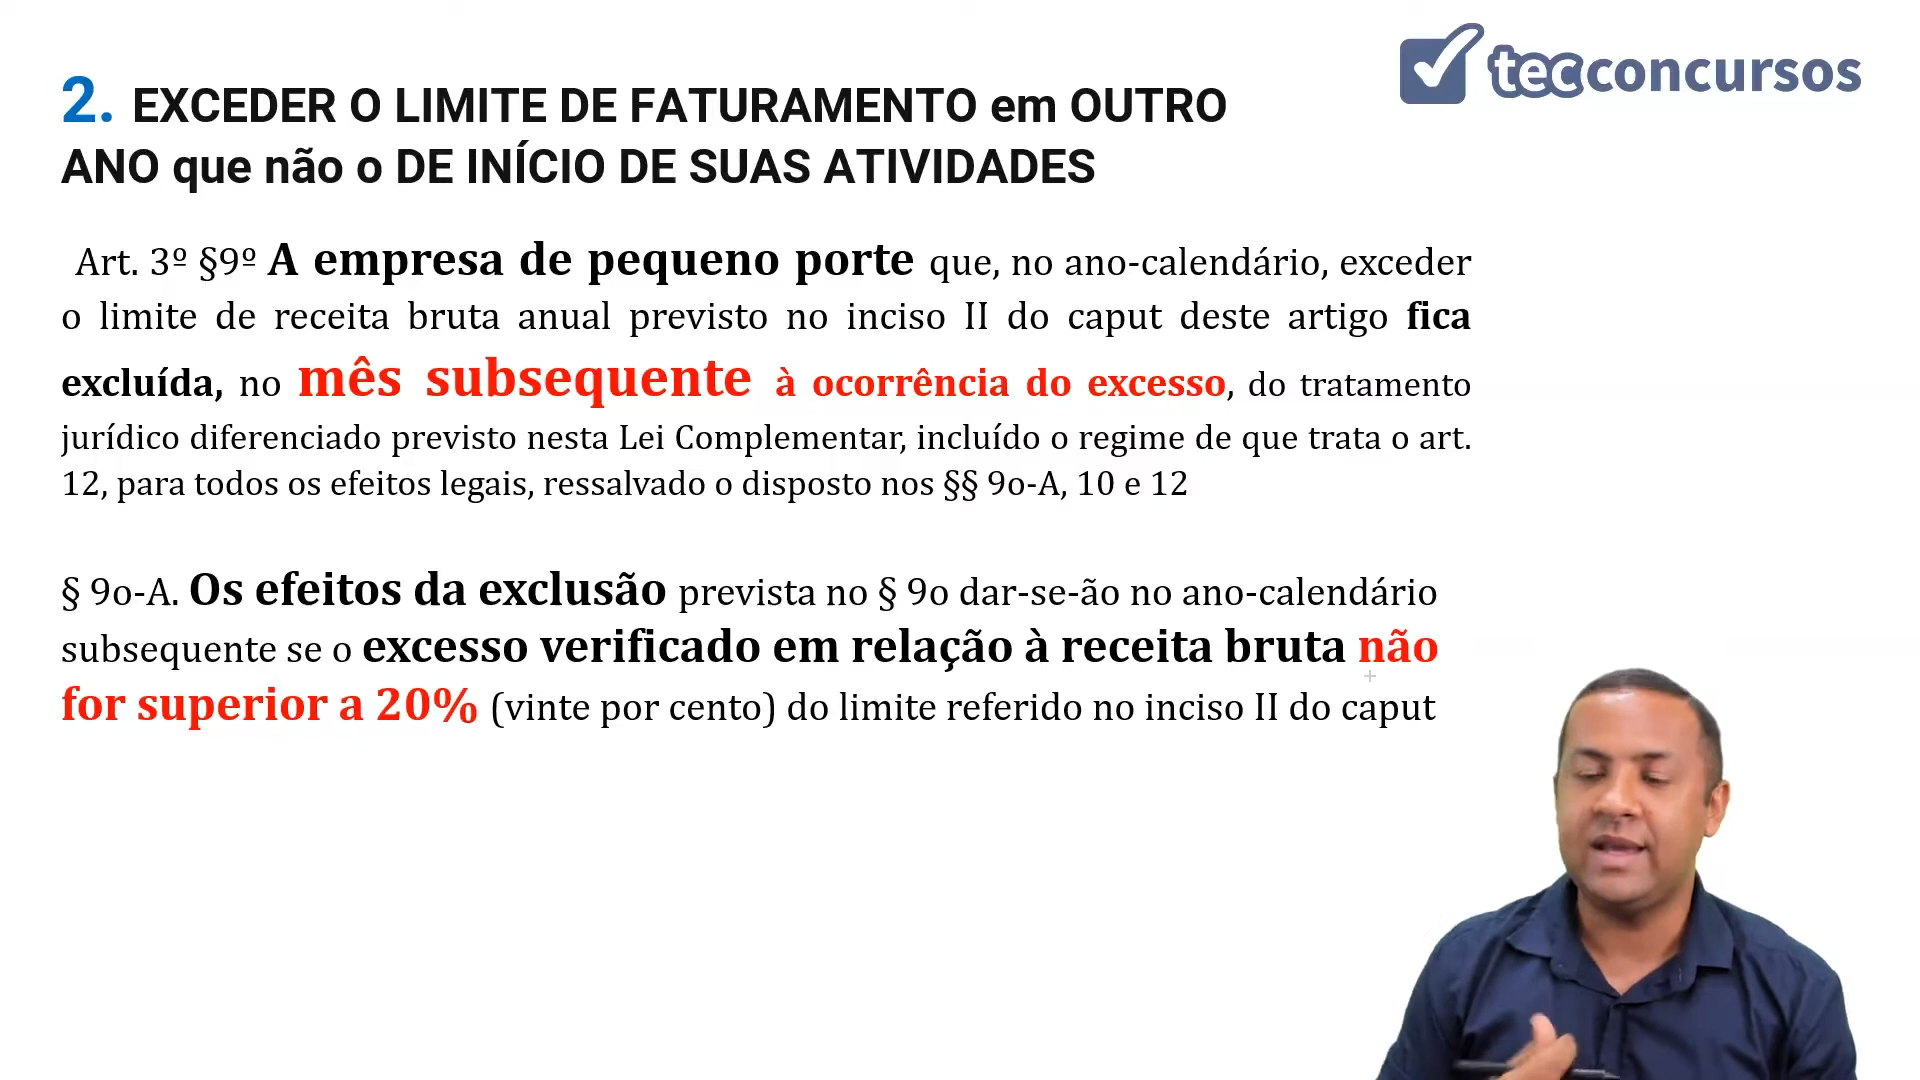 tecconcursos
2. EXCEDER O LIMITE DE FATURAMENTO em OUTRO
ANO que não o DE INÍCIO DE SUAS ATIVIDADES
Art. 3º §9º A empresa de pequeno porte que, no ano-calendário, exceder
o limite de receita bruta anual previsto no inciso II do caput deste artigo fica
excluída, no mês subsequente à ocorrência do excesso, do tratamento
jurídico diferenciado previsto nesta Lei Complementar, incluído o regime de que trata o art.
12, para todos os efeitos legais, ressalvado o disposto nos §§ 9o-A, 10 e 12
§ 9o-A. Os efeitos da exclusão prevista no § 9o dar-se-ão no ano-calendário
subsequente se o excesso verificado em relação à receita bruta não
for superior a 20% (vinte por cento) do limite referido no inciso II do caput